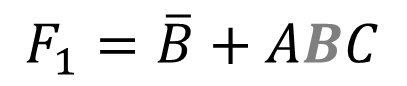 F₁ = B̅ + ABC